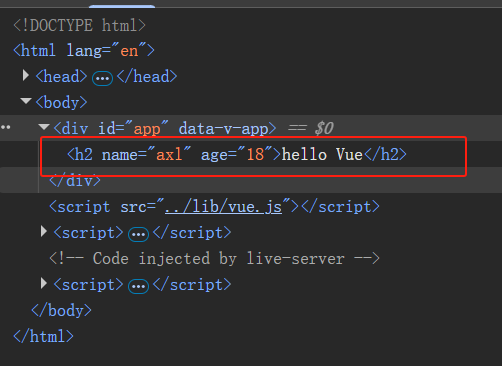 <!DOCTYPE html>
<html lang="en">
<head>…</head>
<body>
… <div id="app" data-v-app> == $0
<h2 name="axl" age="18">hello Vue</h2>
</div>
<script src="../lib/vue.js"></script>
<script>…</script>
<!-- Code injected by live-server -->
<script>…</script>
</body>
</html>